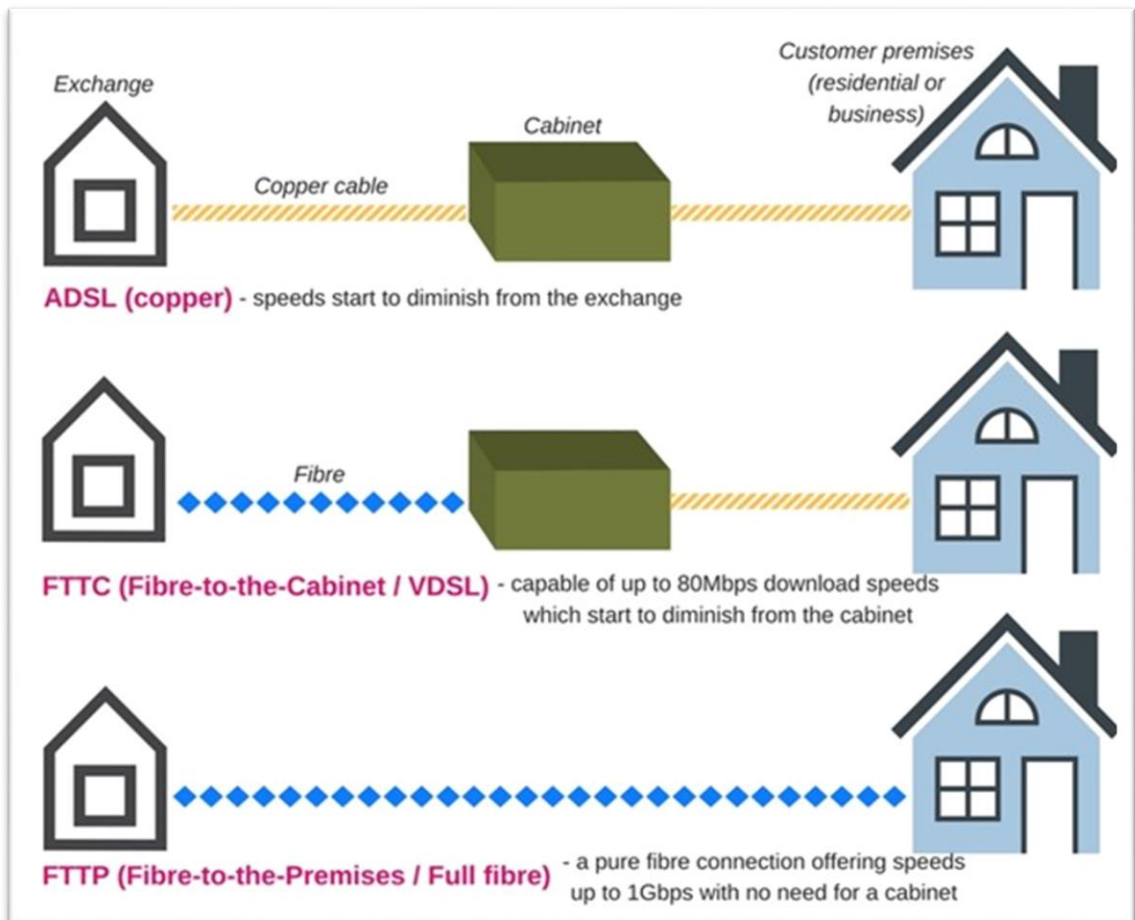 Exchange
Customer premises
(residential or
business)
Cabinet
Copper cable
ADSL (copper) - speeds start to diminish from the exchange
Fibre
FTTC (Fibre-to-the-Cabinet / VDSL) - capable of up to 80Mbps download speeds
which start to diminish from the cabinet
FTTP (Fibre-to-the-Premises / Full fibre) - a pure fibre connection offering speeds
up to 1Gbps with no need for a cabinet